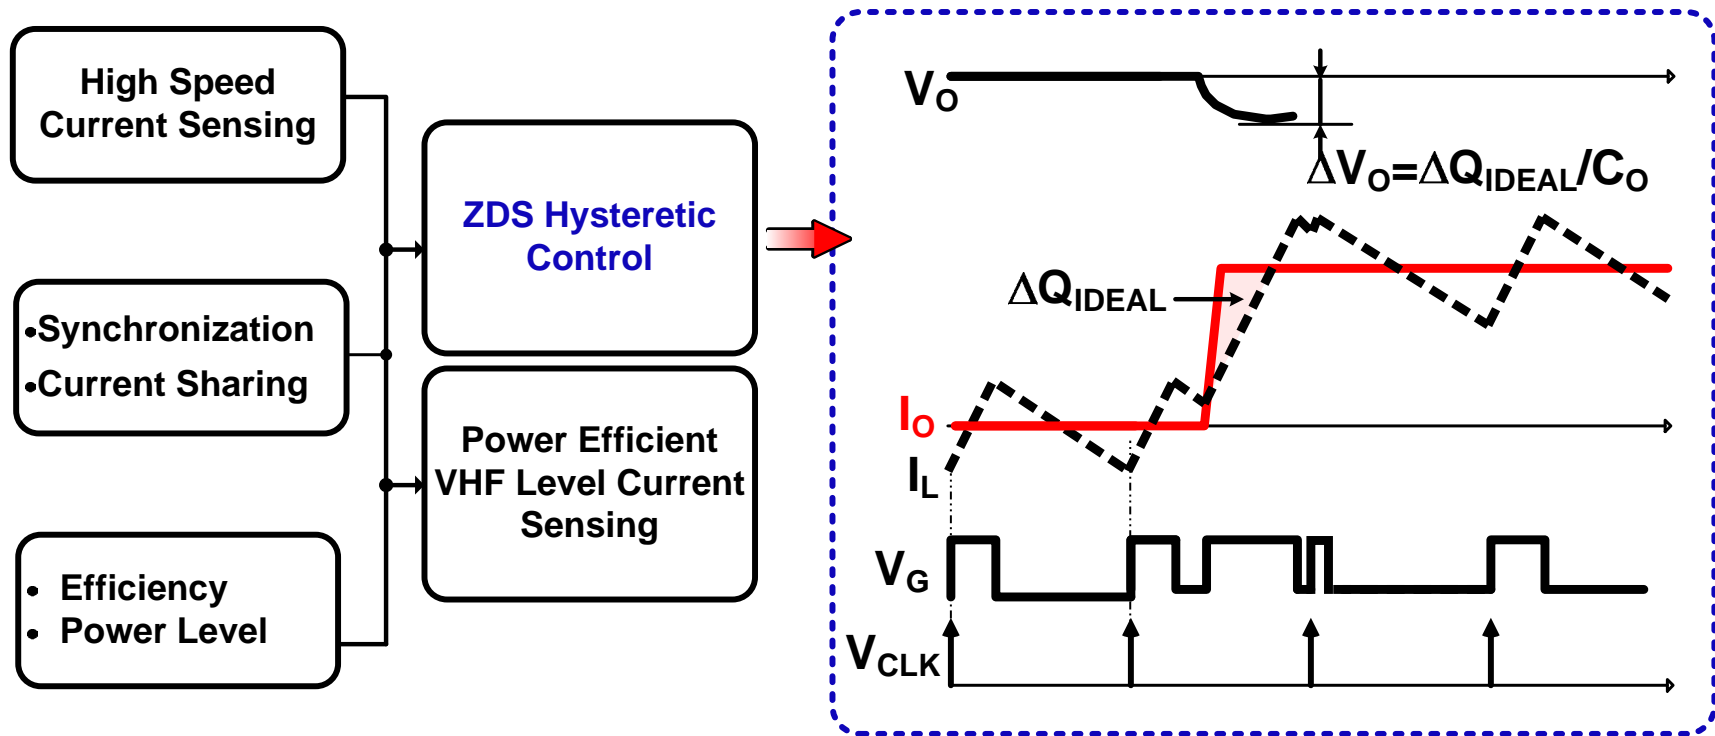 High Speed
Current Sensing
•Synchronization
•Current Sharing
• Efficiency
• Power Level
ZDS Hysteretic
Control
Power Efficient
VHF Level Current
Sensing
VO
ΔVO=ΔQIDEAL/CO
ΔQIDEAL
IO
IL
VG
VCLK